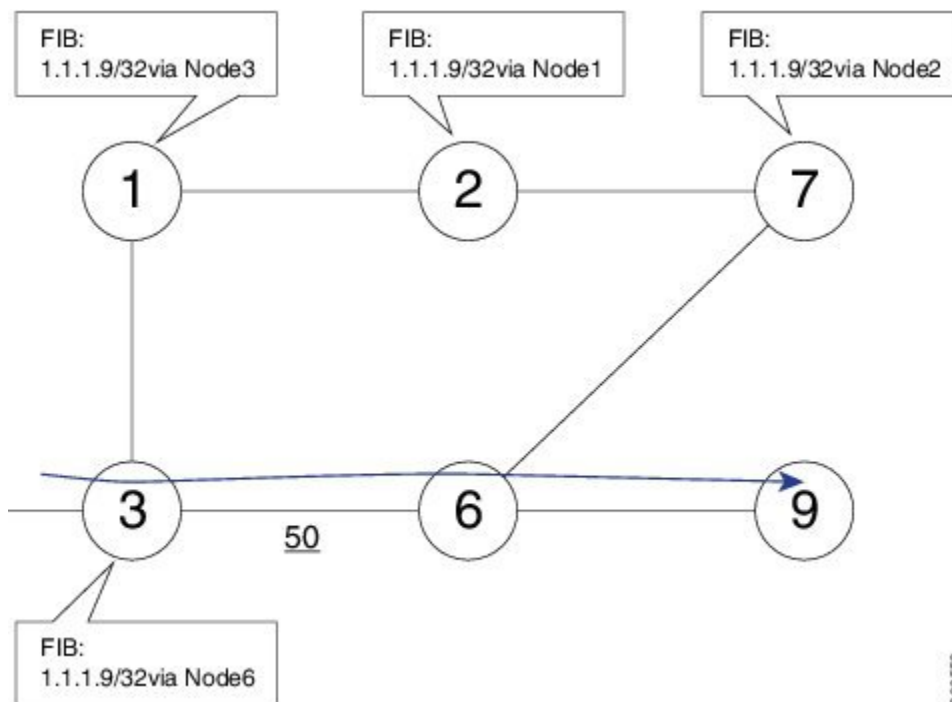 FIB:
1.1.1.9/32via Node3
FIB:
1.1.1.9/32via Node1
FIB:
1.1.1.9/32via Node2
1
2
7
3
6
9
50
FIB:
1.1.1.9/32via Node6